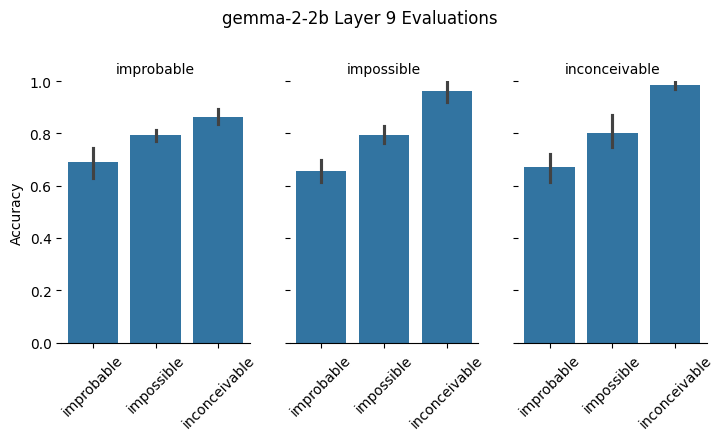 gemma-2-2b Layer 9 Evaluations
improbable
impossible
inconceivable
Accuracy
1.0
0.8
0.6
0.4
0.2
0.0
improbable
impossible
inconceivable
improbable
impossible
inconceivable
improbable
impossible
inconceivable